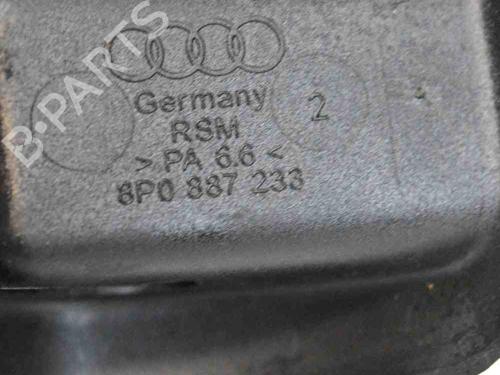 B-PARTS
Germany
2
RSM
> PA 6.6 <
8P0 887 233